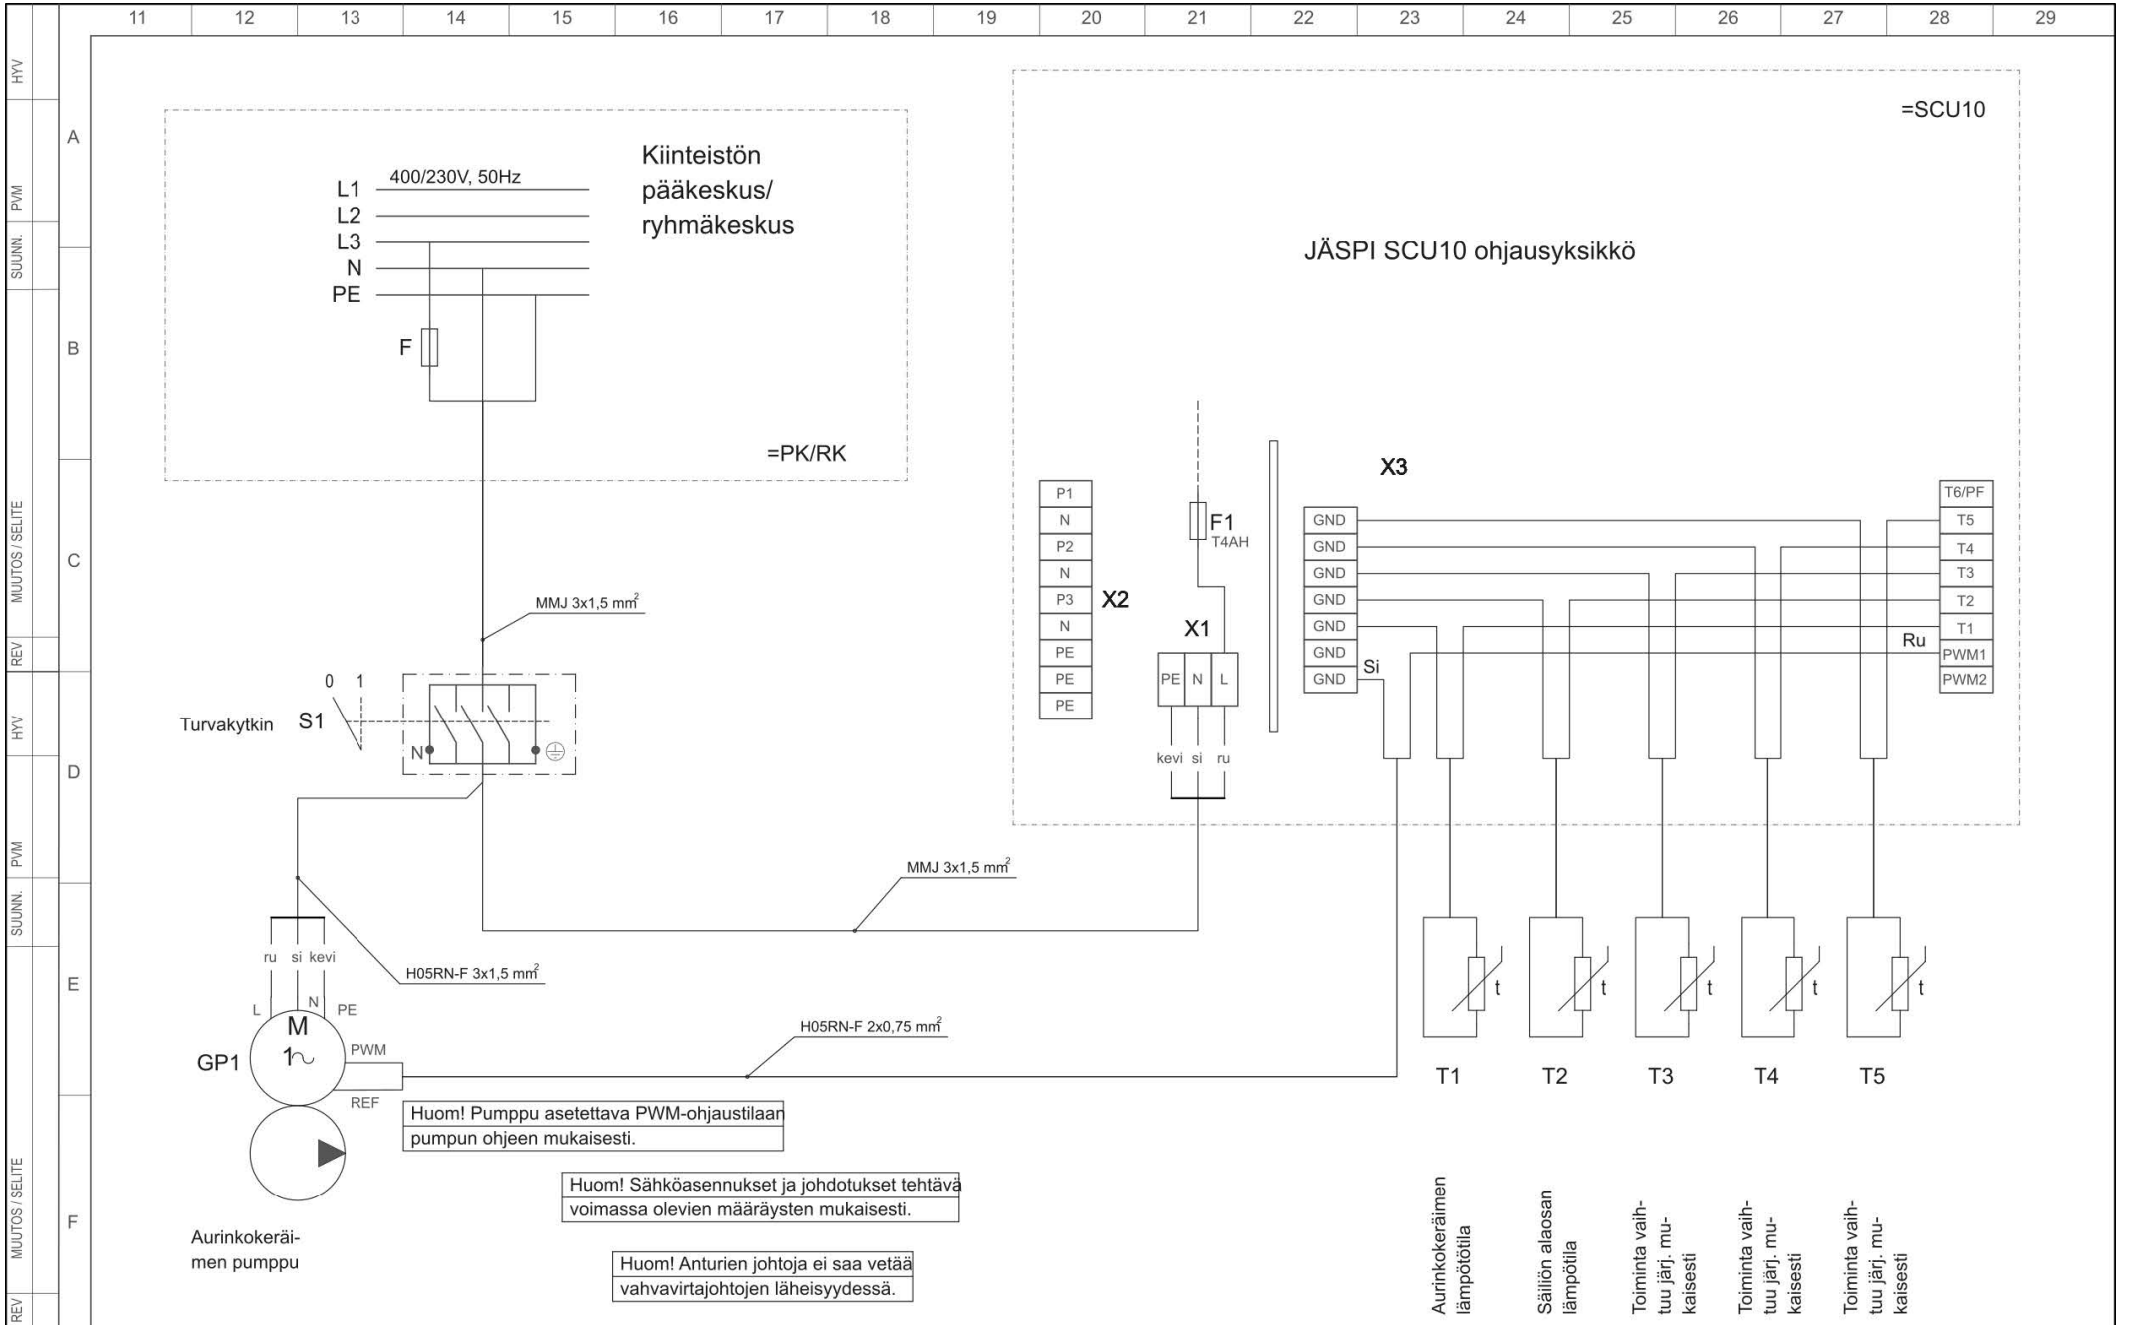 11 12 13 14 15 16 17 18 19 20 21 22 23 24 25 26 27 28 29
HYV
PVM
SUUNN.
MUUTOS / SELITE
REV
HYV
PVM
SUUNN.
MUUTOS / SELITE
REV
A
B
C
D
E
F
Kiinteistön
pääkeskus/
ryhmäkeskus
400/230V, 50Hz
L1
L2
L3
N
PE
F
=PK/RK
MMJ 3x1,5 mm²
0 1
Turvakytkin S1
N
MMJ 3x1,5 mm²
ru si kevi
H05RN-F 3x1,5 mm²
L N PE
M
1~
GP1
PWM
REF
H05RN-F 2x0,75 mm²
Huom! Pumppu asetettava PWM-ohjaustilaan
pumpun ohjeen mukaisesti.
Huom! Sähköasennukset ja johdotukset tehtävä
voimassa olevien määräysten mukaisesti.
Huom! Anturien johtoja ei saa vetää
vahvavirtajohtojen läheisyydessä.
Aurinkokeräi-
men pumppu
=SCU10
JÄSPI SCU10 ohjausyksikkö
P1
N
P2
N
P3
N
PE
PE
PE
X2
F1
T4AH
X1
PE N L
kevi si ru
X3
GND
GND
GND
GND
GND
GND
GND
Si
Ru
T6/PF
T5
T4
T3
T2
T1
PWM1
PWM2
t t t t t
T1 T2 T3 T4 T5
Aurinkokeräimen
lämpötötila
Säiliön alaosan
lämpötila
Toiminta vaih-
tuu järj. mu-
kaisesti
Toiminta vaih-
tuu järj. mu-
kaisesti
Toiminta vaih-
tuu järj. mu-
kaisesti